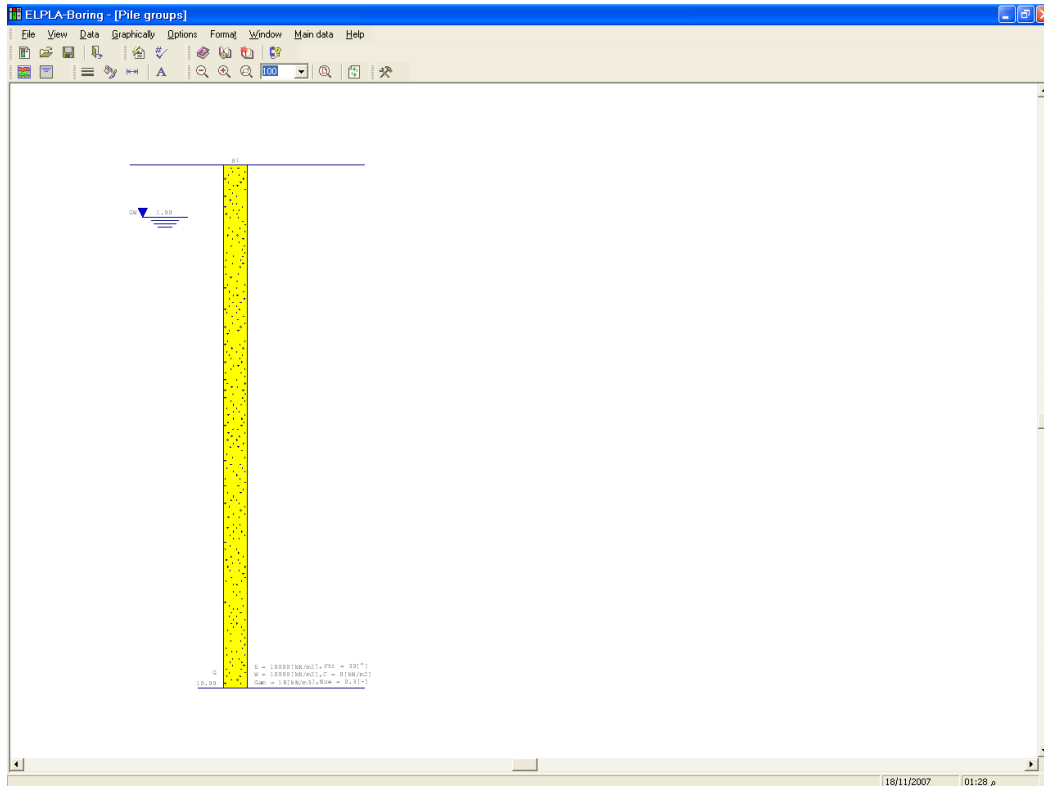 ELPLA-Boring - [Pile groups]
File View Data Graphically Options Format Window Main data Help
100
B1
GW 1.00
G
10.00
E = 10000[kN/m2],Phi = 30[°]
W = 10000[kN/m2],C = 0[kN/m2]
Gam = 18[kN/m3],Nue = 0.3[-]
18/11/2007 01:28 م